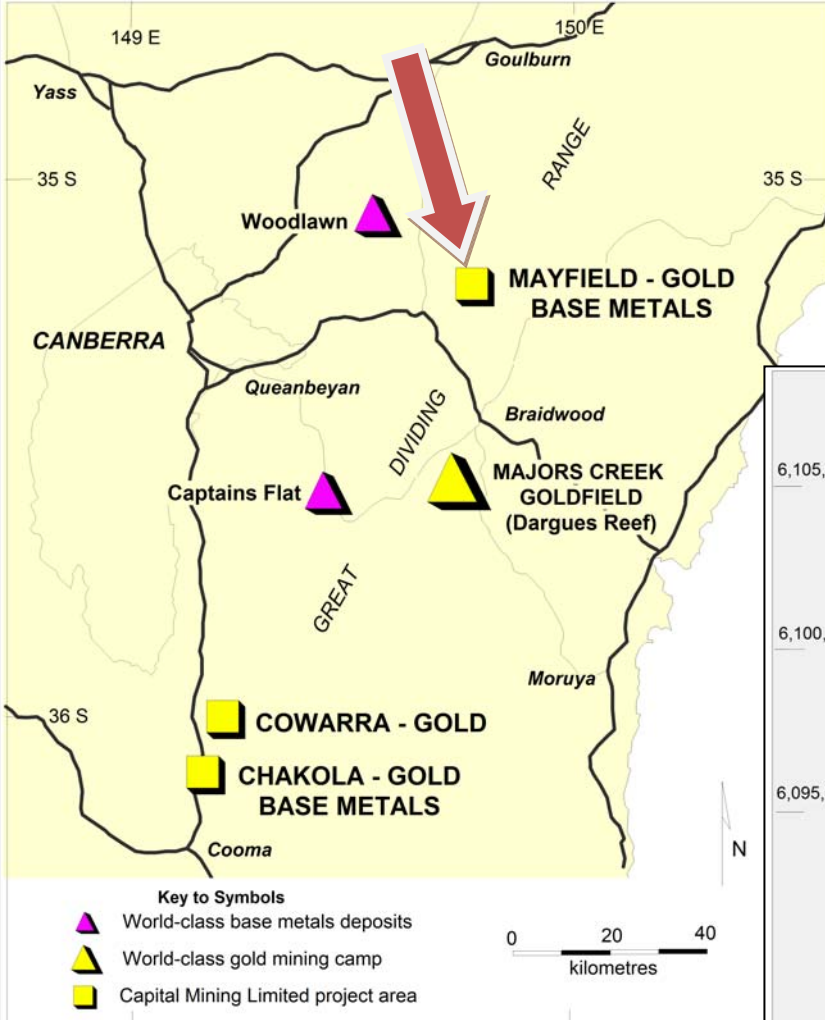 149 E
150 E
Goulburn
Yass
RANGE
35 S
35 S
Woodlawn
MAYFIELD - GOLD
BASE METALS
CANBERRA
Queanbeyan
DIVIDING
Braidwood
Captains Flat
MAJORS CREEK
GOLDFIELD
(Dargues Reef)
6,105,
GREAT
6,100,
Moruya
36 S
COWARRA - GOLD
CHAKOLA - GOLD
BASE METALS
6,095,
Cooma
N
Key to Symbols
World-class base metals deposits
World-class gold mining camp
Capital Mining Limited project area
0 20 40
kilometres